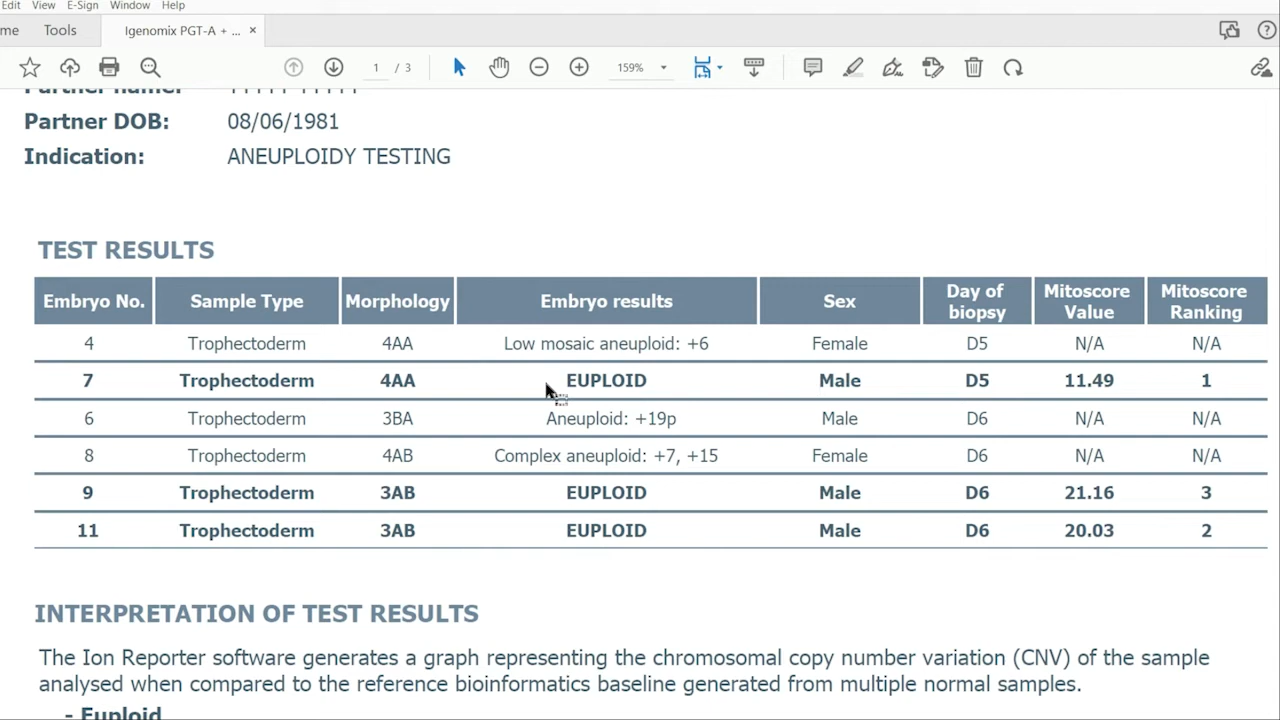 Edit View E-Sign Window Help
me Tools Igenomix PGT-A + ... ×
1 / 3 159%
Partner name:
Partner DOB: 08/06/1981
Indication: ANEUPLOIDY TESTING
TEST RESULTS
Embryo No. Sample Type Morphology Embryo results Sex Day of biopsy Mitoscore Value Mitoscore Ranking
4 Trophectoderm 4AA Low mosaic aneuploid: +6 Female D5 N/A N/A
7 Trophectoderm 4AA EUPLOID Male D5 11.49 1
6 Trophectoderm 3BA Aneuploid: +19p Male D6 N/A N/A
8 Trophectoderm 4AB Complex aneuploid: +7, +15 Female D6 N/A N/A
9 Trophectoderm 3AB EUPLOID Male D6 21.16 3
11 Trophectoderm 3AB EUPLOID Male D6 20.03 2
INTERPRETATION OF TEST RESULTS
The Ion Reporter software generates a graph representing the chromosomal copy number variation (CNV) of the sample
analysed when compared to the reference bioinformatics baseline generated from multiple normal samples.
- Euploid